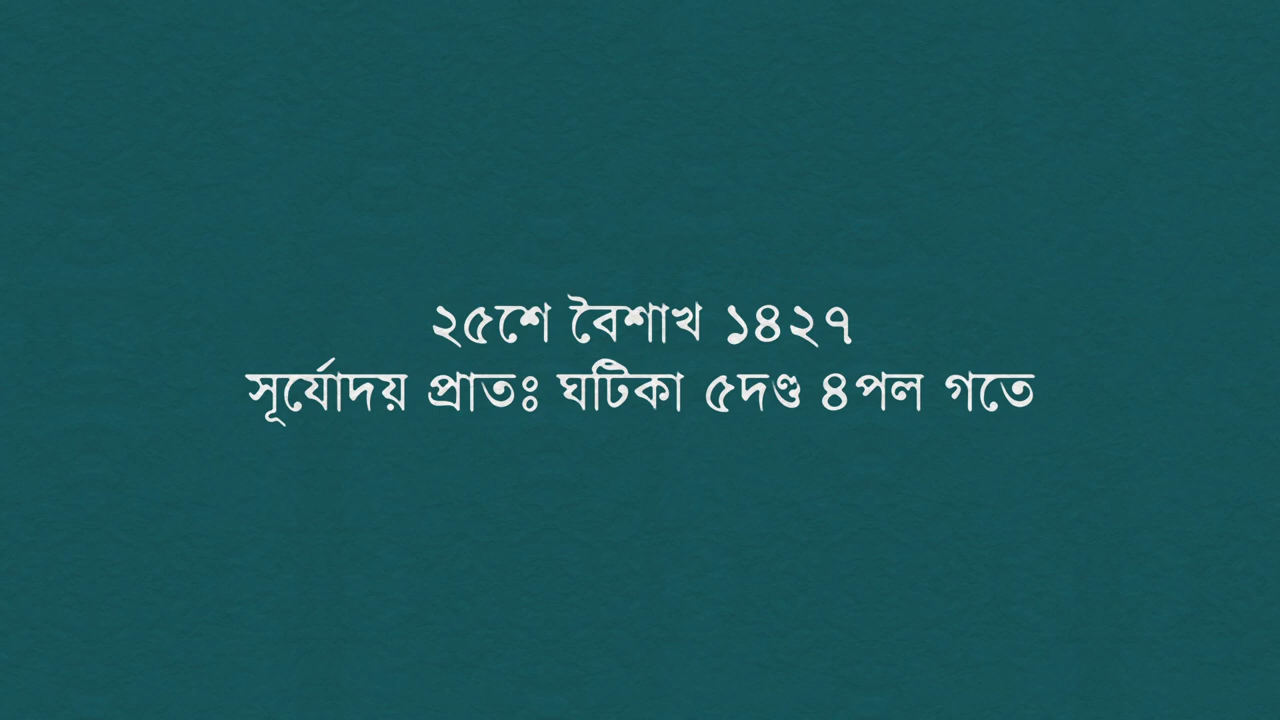 ২৫শে বৈশাখ ১৪২৭
সূর্যোদয় প্রাতঃ ঘটিকা ৫দণ্ড ৪পল গতে